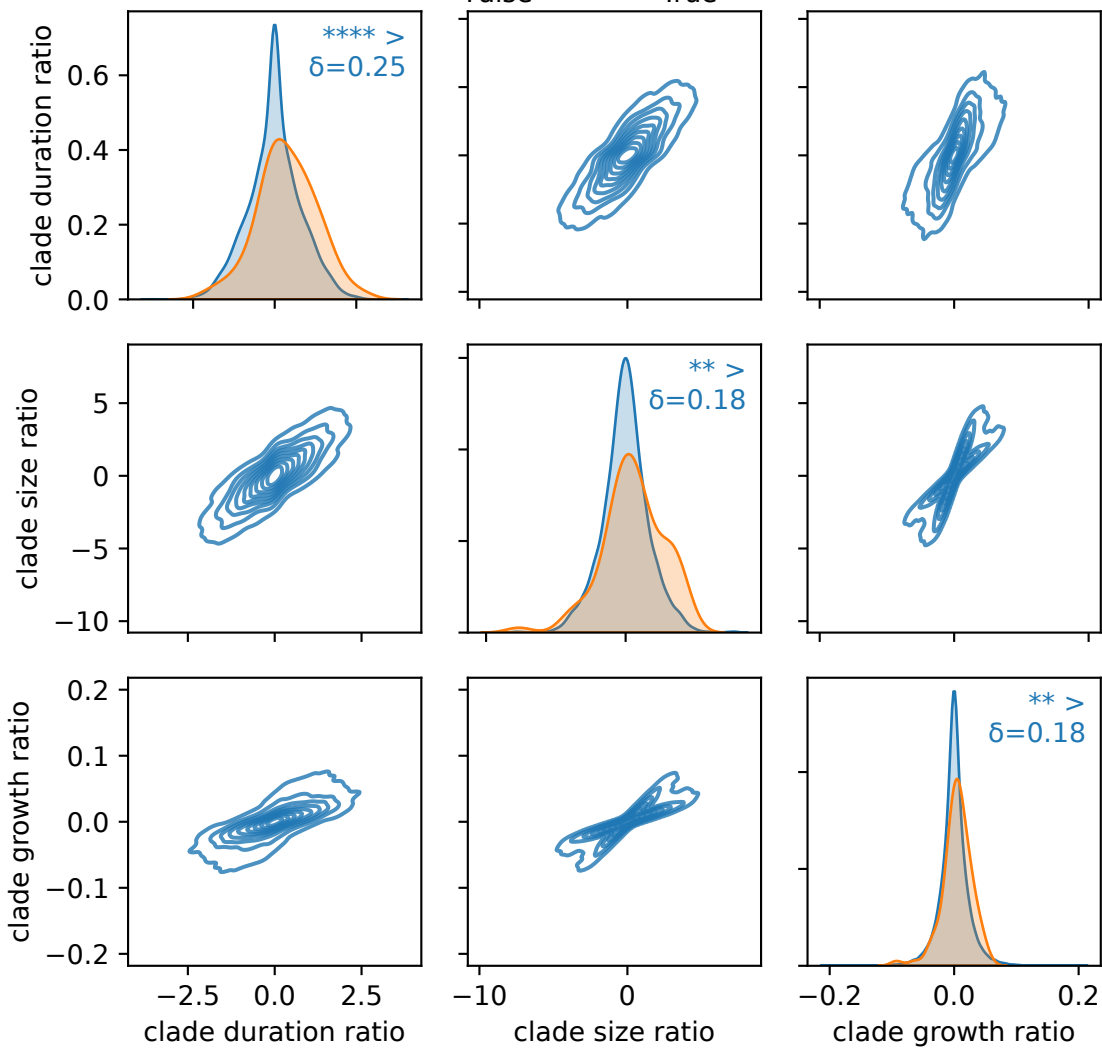 False True
clade duration ratio
0.6
0.4
0.2
0.0
**** >
δ=0.25
clade size ratio
5
0
−5
−10
** >
δ=0.18
clade growth ratio
0.2
0.1
0.0
−0.1
−0.2
** >
δ=0.18
−2.5 0.0 2.5
−10 0
−0.2 0.0 0.2
clade duration ratio
clade size ratio
clade growth ratio